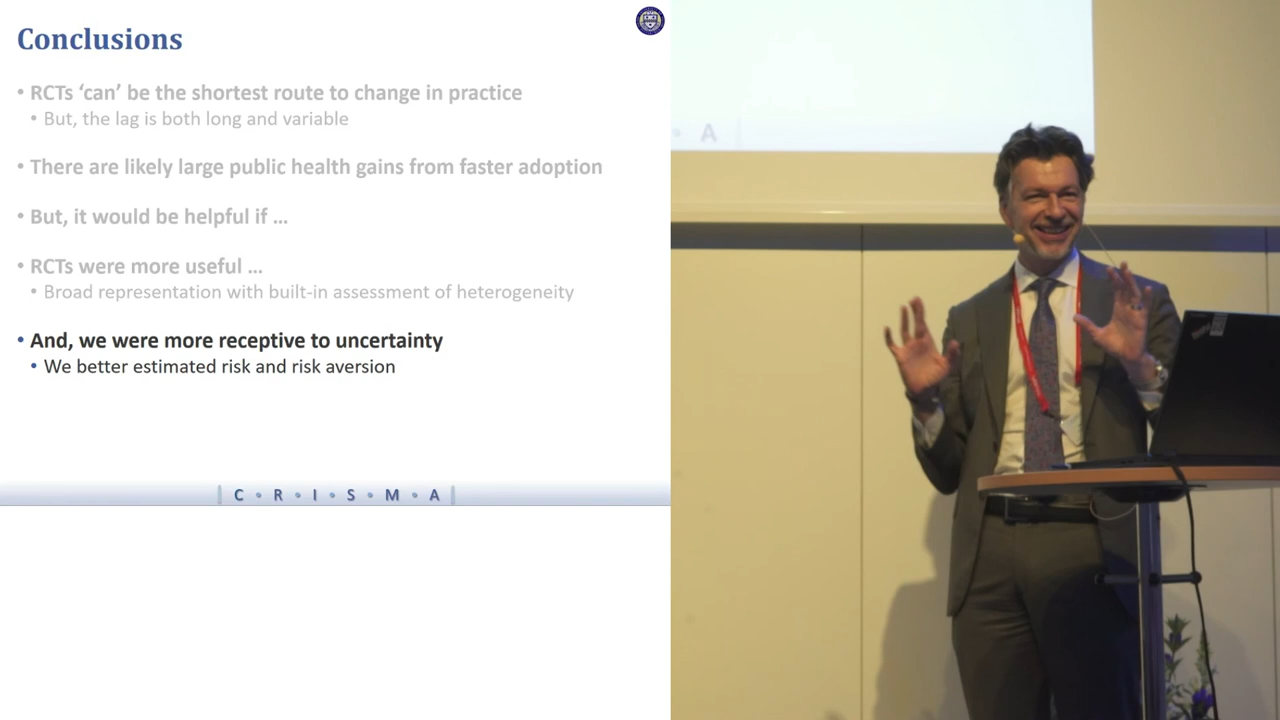 Conclusions
• RCTs ‘can’ be the shortest route to change in practice
• But, the lag is both long and variable
• There are likely large public health gains from faster adoption
• But, it would be helpful if …
• RCTs were more useful …
• Broad representation with built-in assessment of heterogeneity
• And, we were more receptive to uncertainty
• We better estimated risk and risk aversion
| C • R • I • S • M • A |
• A |